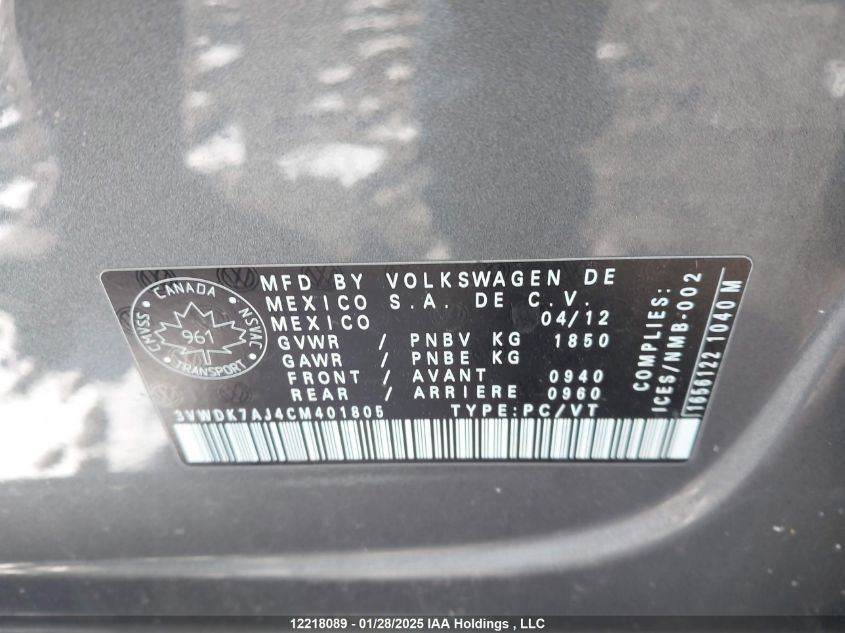 CANADA
CMVSS
NSVAC
961
TRANSPORT
MFD BY VOLKSWAGEN DE
MEXICO S.A. DE C.V.
MEXICO 04/12
GVWR / PNBV KG 1850
GAWR / PNBE KG
FRONT / AVANT 0940
REAR / ARRIERE 0960
3VWDK7AJ4CM401805 TYPE:PC/VT
COMPLIES:
ICES/NMB-002
1656122 1040 M
12218089 - 01/28/2025 IAA Holdings , LLC